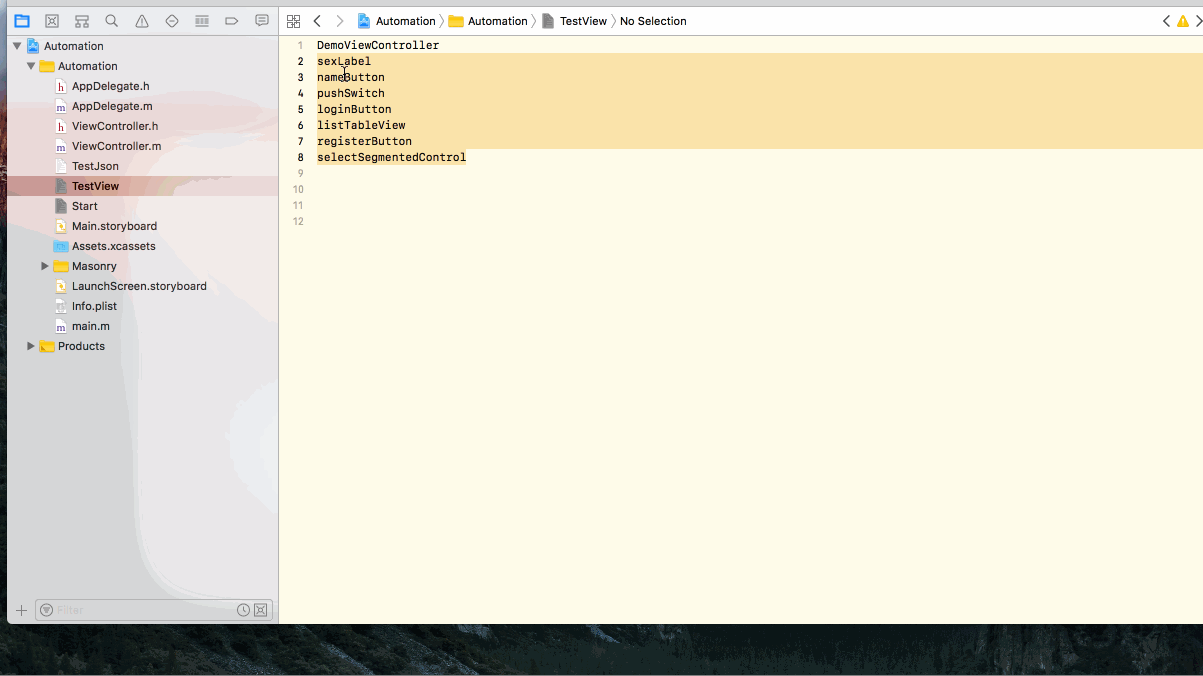 Automation
Automation
TestView
No Selection
Automation
Automation
h AppDelegate.h
m AppDelegate.m
h ViewController.h
m ViewController.m
TestJson
TestView
Start
Main.storyboard
Assets.xcassets
Masonry
LaunchScreen.storyboard
Info.plist
m main.m
Products
Filter
1 DemoViewController
2 sexLabel
3 nameButton
4 pushSwitch
5 loginButton
6 listTableView
7 registerButton
8 selectSegmentedControl
9
10
11
12